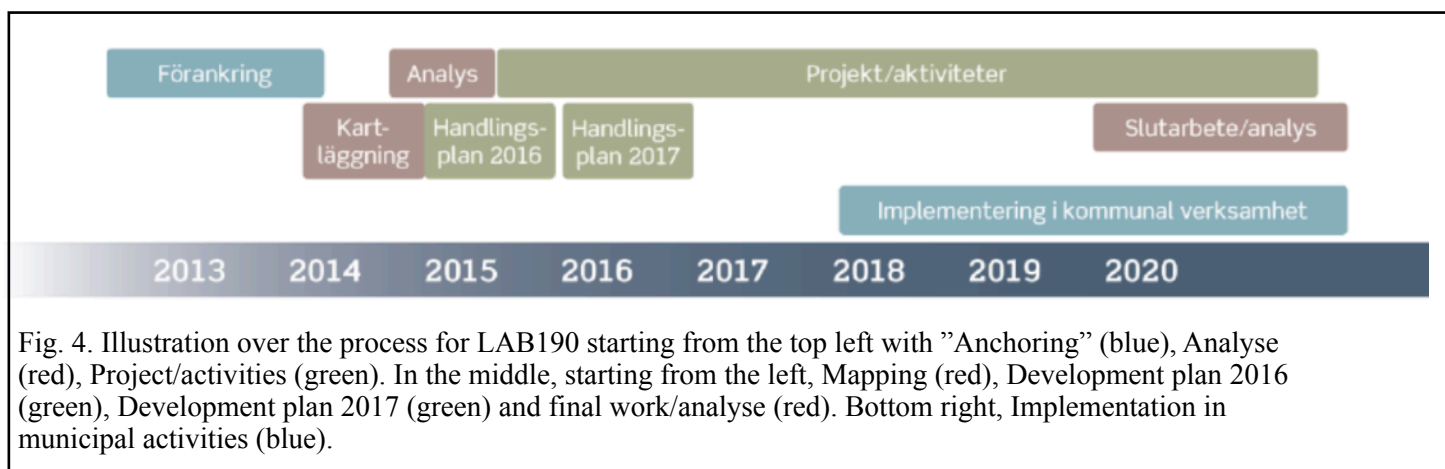 Förankring
Analys
Projekt/aktiviteter
Kart-
läggning
Handlings-
plan 2016
Handlings-
plan 2017
Slutarbete/analys
Implementering i kommunal verksamhet
2013 2014 2015 2016 2017 2018 2019 2020
Fig. 4. Illustration over the process for LAB190 starting from the top left with ”Anchoring” (blue), Analyse
(red), Project/activities (green). In the middle, starting from the left, Mapping (red), Development plan 2016
(green), Development plan 2017 (green) and final work/analyse (red). Bottom right, Implementation in
municipal activities (blue).